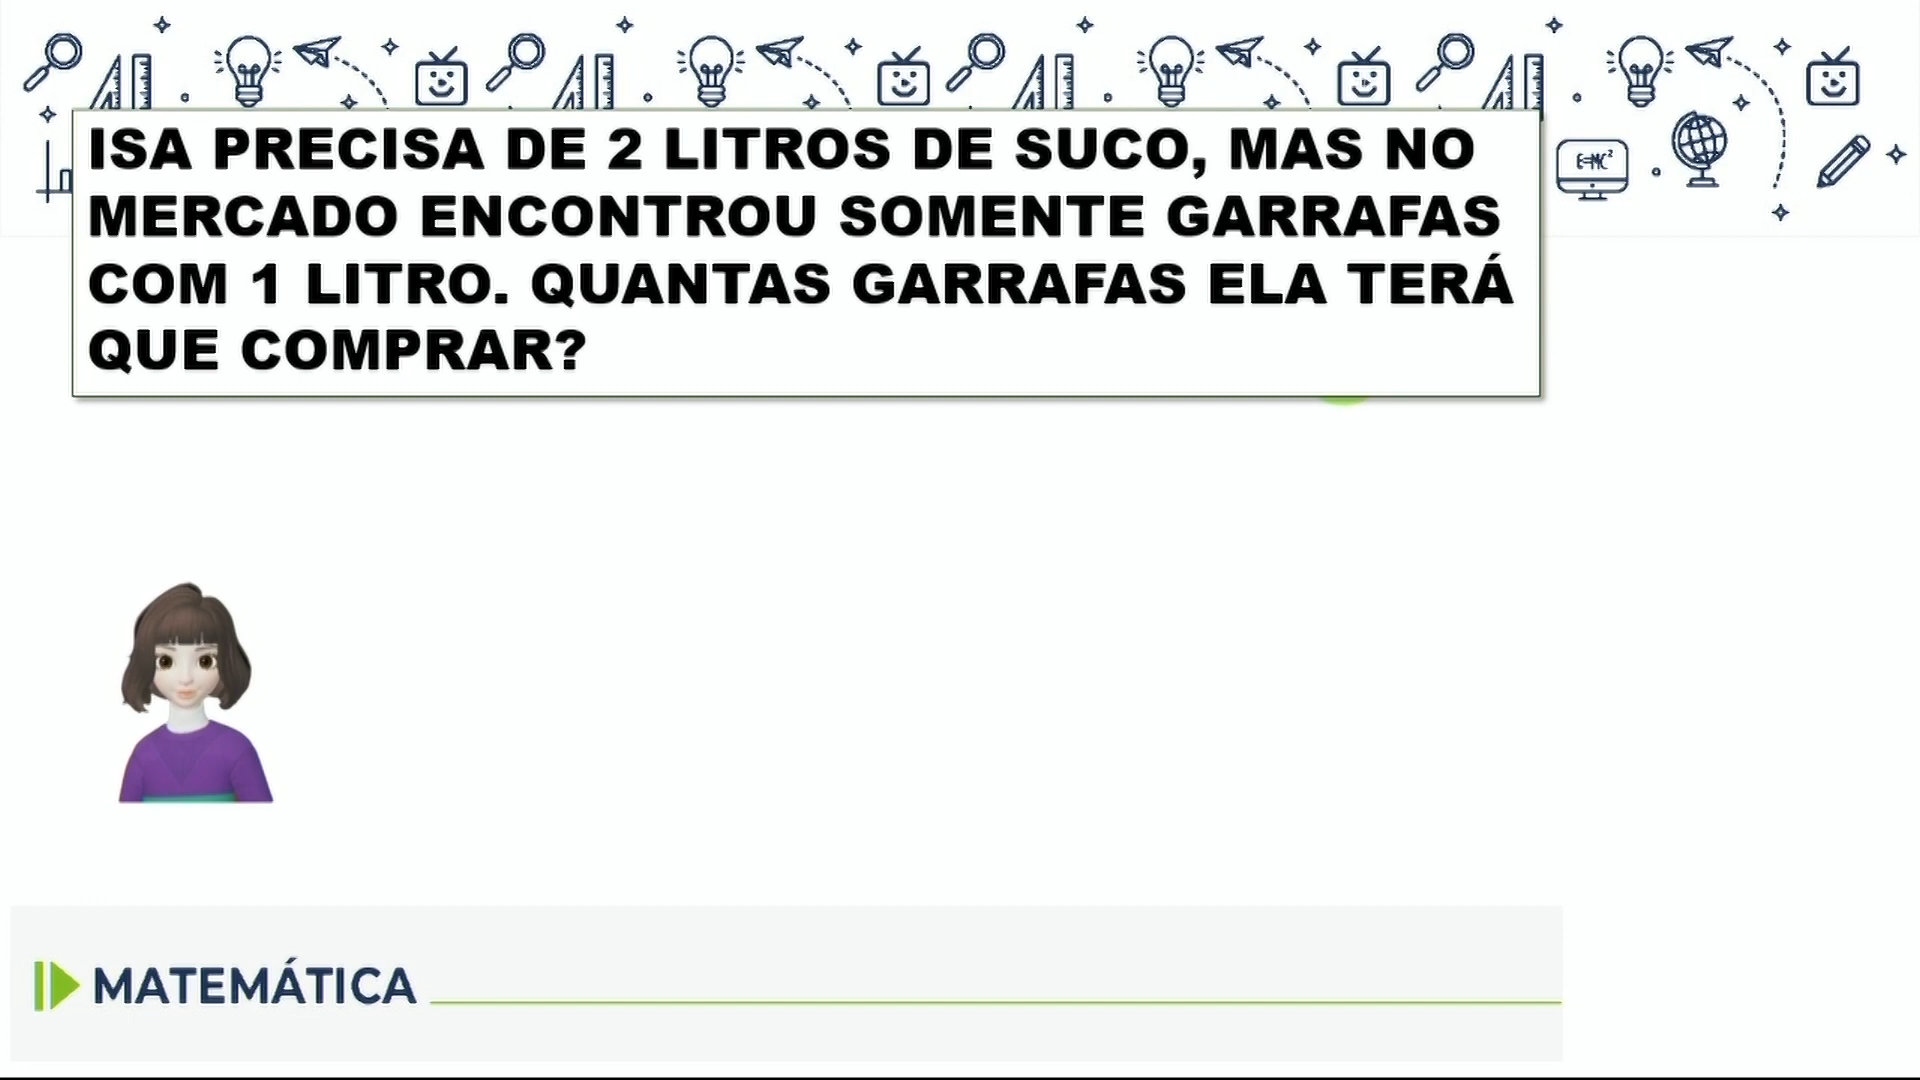 E=MC²
ISA PRECISA DE 2 LITROS DE SUCO, MAS NO
MERCADO ENCONTROU SOMENTE GARRAFAS
COM 1 LITRO. QUANTAS GARRAFAS ELA TERÁ
QUE COMPRAR?
MATEMÁTICA